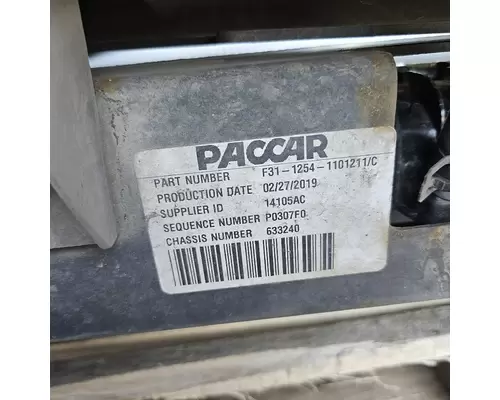 PACCAR
PART NUMBER F31-1254-1101211/C
PRODUCTION DATE 02/27/2019
SUPPLIER ID 14105AC
SEQUENCE NUMBER P0307F0
CHASSIS NUMBER 633240